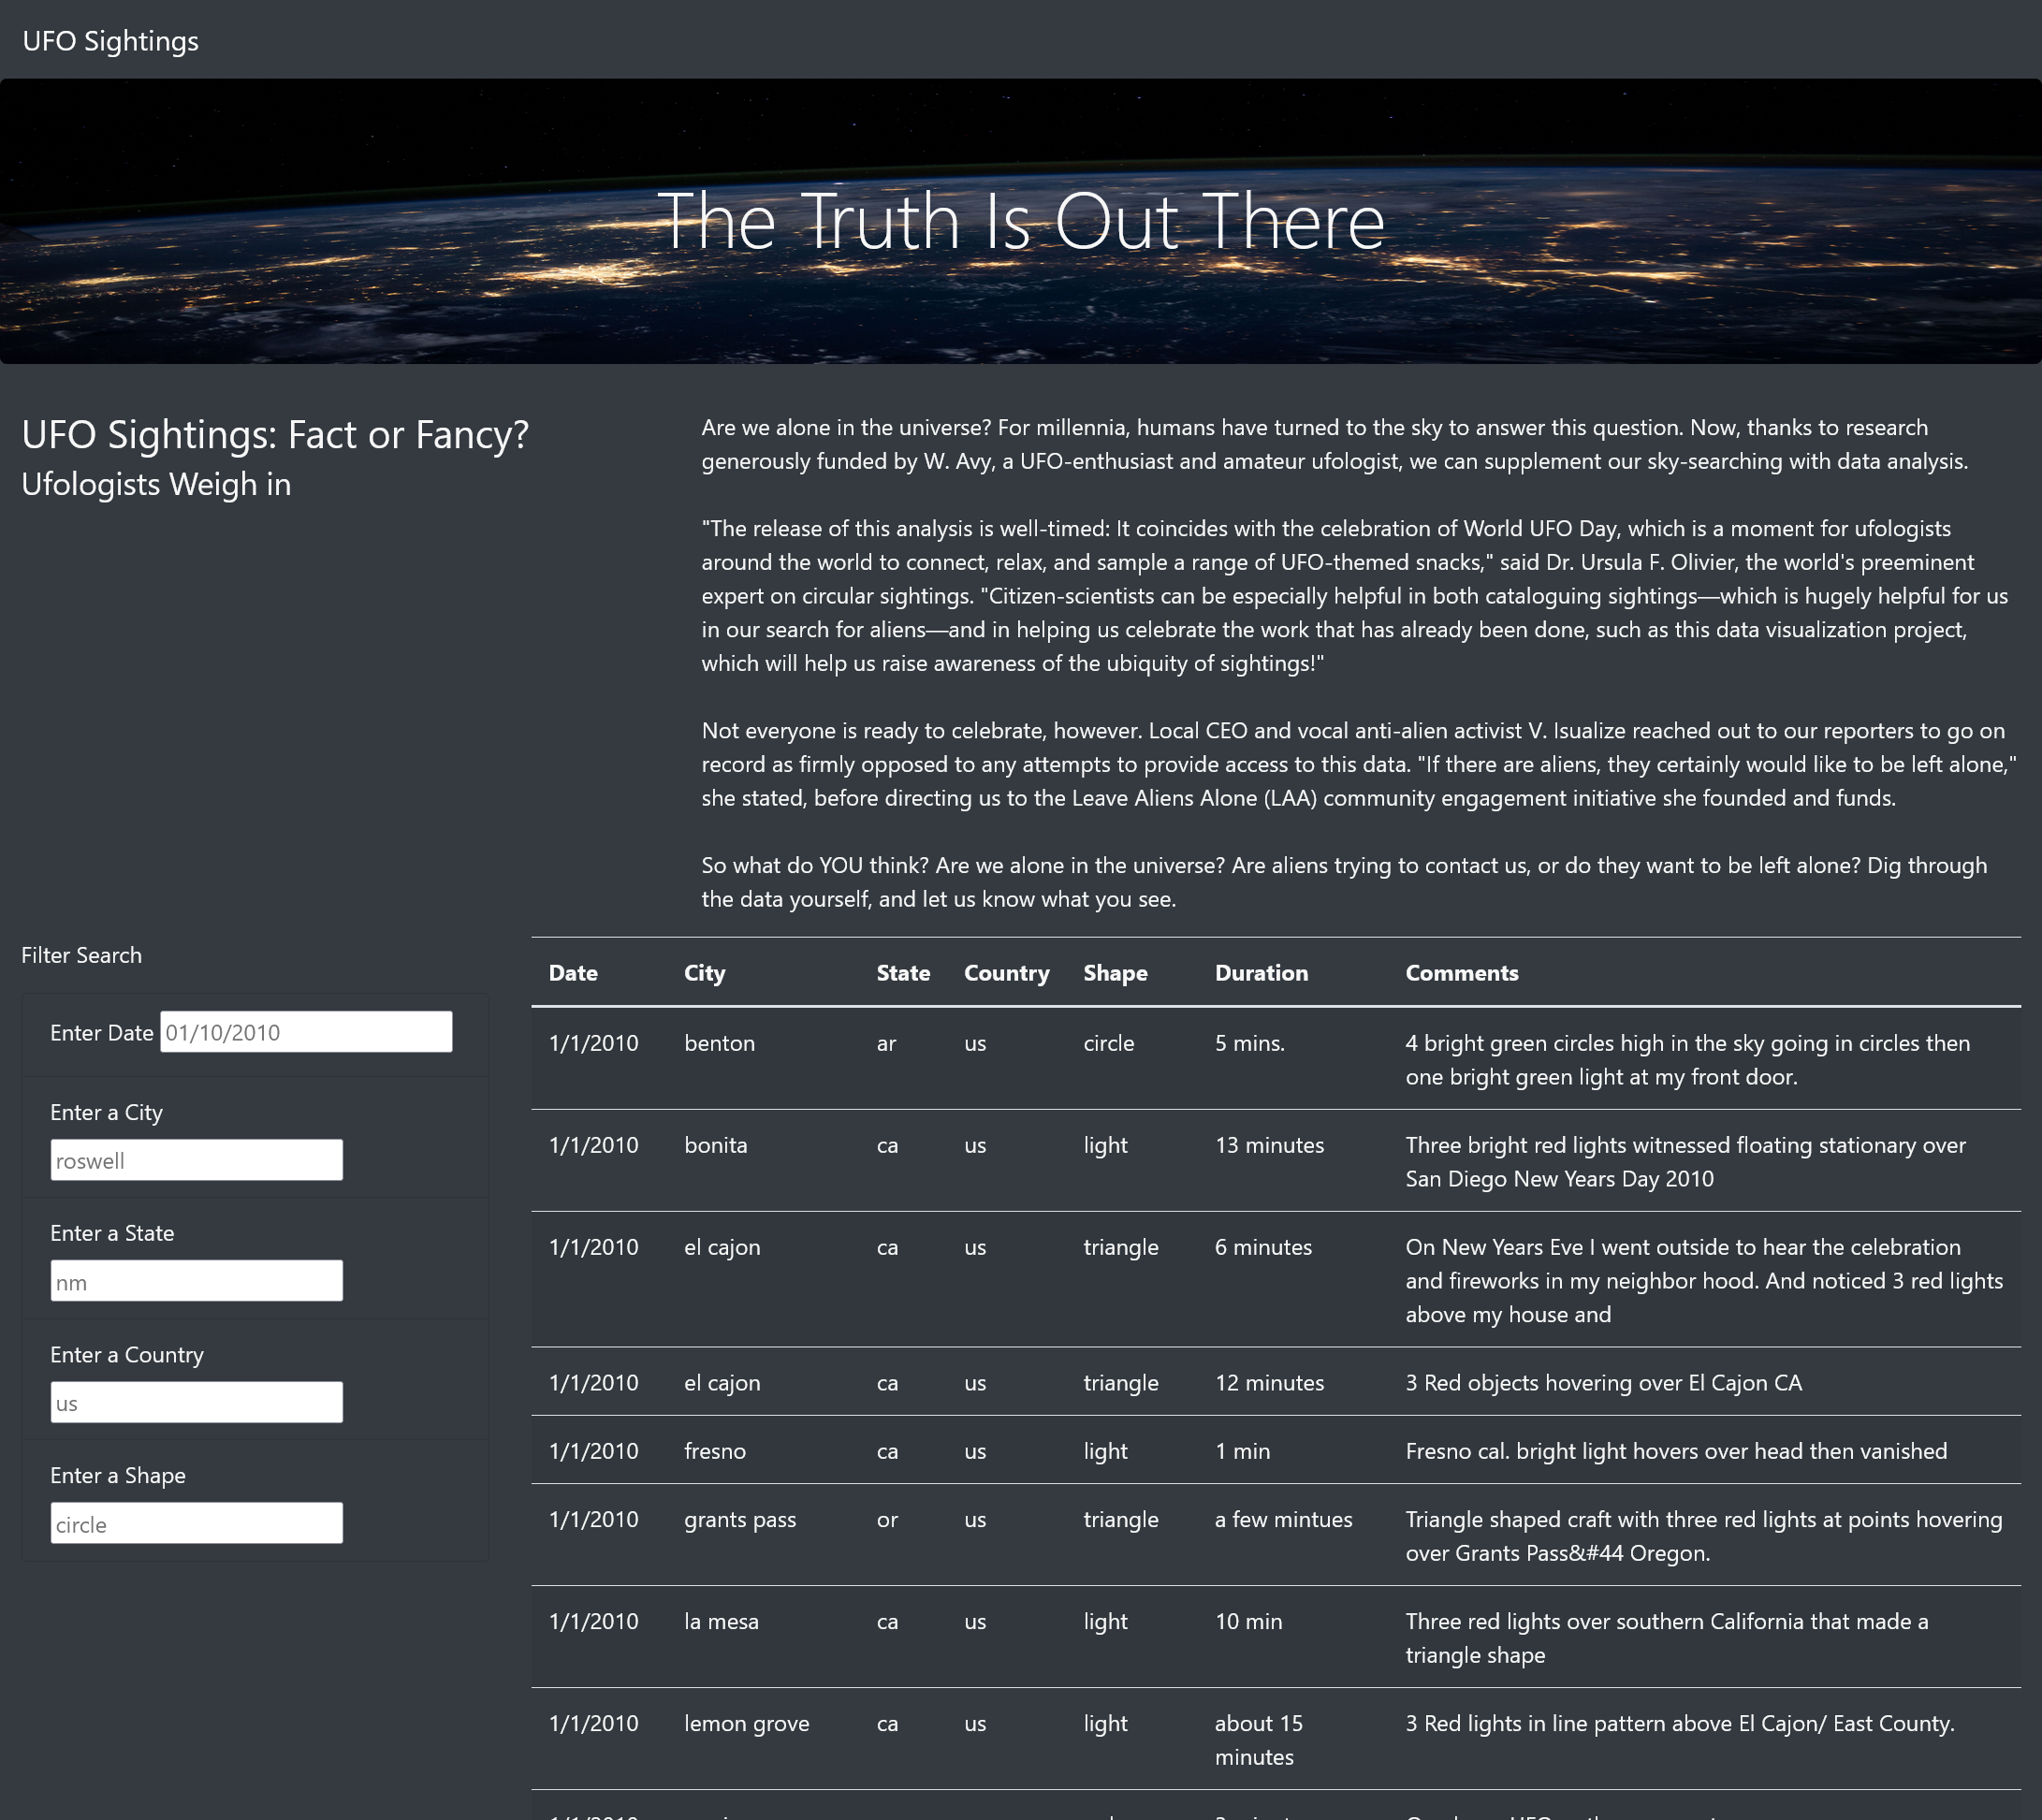 UFO Sightings
The Truth Is Out There
UFO Sightings: Fact or Fancy?
Ufologists Weigh in
Are we alone in the universe? For millennia, humans have turned to the sky to answer this question. Now, thanks to research
generously funded by W. Avy, a UFO-enthusiast and amateur ufologist, we can supplement our sky-searching with data analysis.
"The release of this analysis is well-timed: It coincides with the celebration of World UFO Day, which is a moment for ufologists
around the world to connect, relax, and sample a range of UFO-themed snacks," said Dr. Ursula F. Olivier, the world's preeminent
expert on circular sightings. "Citizen-scientists can be especially helpful in both cataloguing sightings—which is hugely helpful for us
in our search for aliens—and in helping us celebrate the work that has already been done, such as this data visualization project,
which will help us raise awareness of the ubiquity of sightings!"
Not everyone is ready to celebrate, however. Local CEO and vocal anti-alien activist V. Isualize reached out to our reporters to go on
record as firmly opposed to any attempts to provide access to this data. "If there are aliens, they certainly would like to be left alone,"
she stated, before directing us to the Leave Aliens Alone (LAA) community engagement initiative she founded and funds.
So what do YOU think? Are we alone in the universe? Are aliens trying to contact us, or do they want to be left alone? Dig through
the data yourself, and let us know what you see.
Filter Search
Enter Date 01/10/2010
Enter a City
roswell
Enter a State
nm
Enter a Country
us
Enter a Shape
circle
Date City State Country Shape Duration Comments
1/1/2010 benton ar us circle 5 mins. 4 bright green circles high in the sky going in circles then
one bright green light at my front door.
1/1/2010 bonita ca us light 13 minutes Three bright red lights witnessed floating stationary over
San Diego New Years Day 2010
1/1/2010 el cajon ca us triangle 6 minutes On New Years Eve I went outside to hear the celebration
and fireworks in my neighbor hood. And noticed 3 red lights
above my house and
1/1/2010 el cajon ca us triangle 12 minutes 3 Red objects hovering over El Cajon CA
1/1/2010 fresno ca us light 1 min Fresno cal. bright light hovers over head then vanished
1/1/2010 grants pass or us triangle a few mintues Triangle shaped craft with three red lights at points hovering
over Grants Pass&#44 Oregon.
1/1/2010 la mesa ca us light 10 min Three red lights over southern California that made a
triangle shape
1/1/2010 lemon grove ca us light about 15 3 Red lights in line pattern above El Cajon/ East County.
minutes